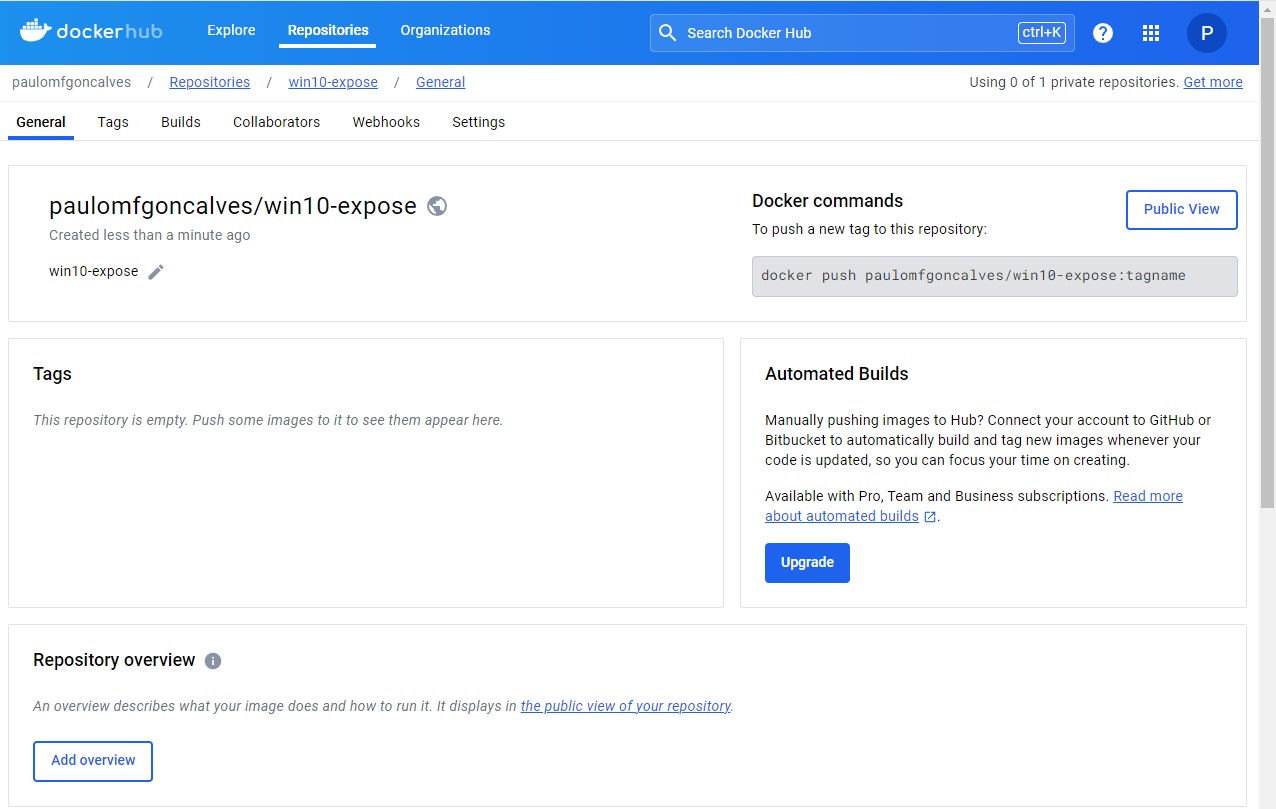 dockerhub Explore Repositories Organizations Search Docker Hub ctrl+K ? P
paulomfgoncalves / Repositories / win10-expose / General Using 0 of 1 private repositories. Get more
General Tags Builds Collaborators Webhooks Settings
paulomfgoncalves/win10-expose
Created less than a minute ago
win10-expose
Docker commands
Public View
To push a new tag to this repository:
docker push paulomfgoncalves/win10-expose:tagname
Tags
This repository is empty. Push some images to it to see them appear here.
Automated Builds
Manually pushing images to Hub? Connect your account to GitHub or
Bitbucket to automatically build and tag new images whenever your
code is updated, so you can focus your time on creating.
Available with Pro, Team and Business subscriptions. Read more
about automated builds.
Upgrade
Repository overview
An overview describes what your image does and how to run it. It displays in the public view of your repository.
Add overview